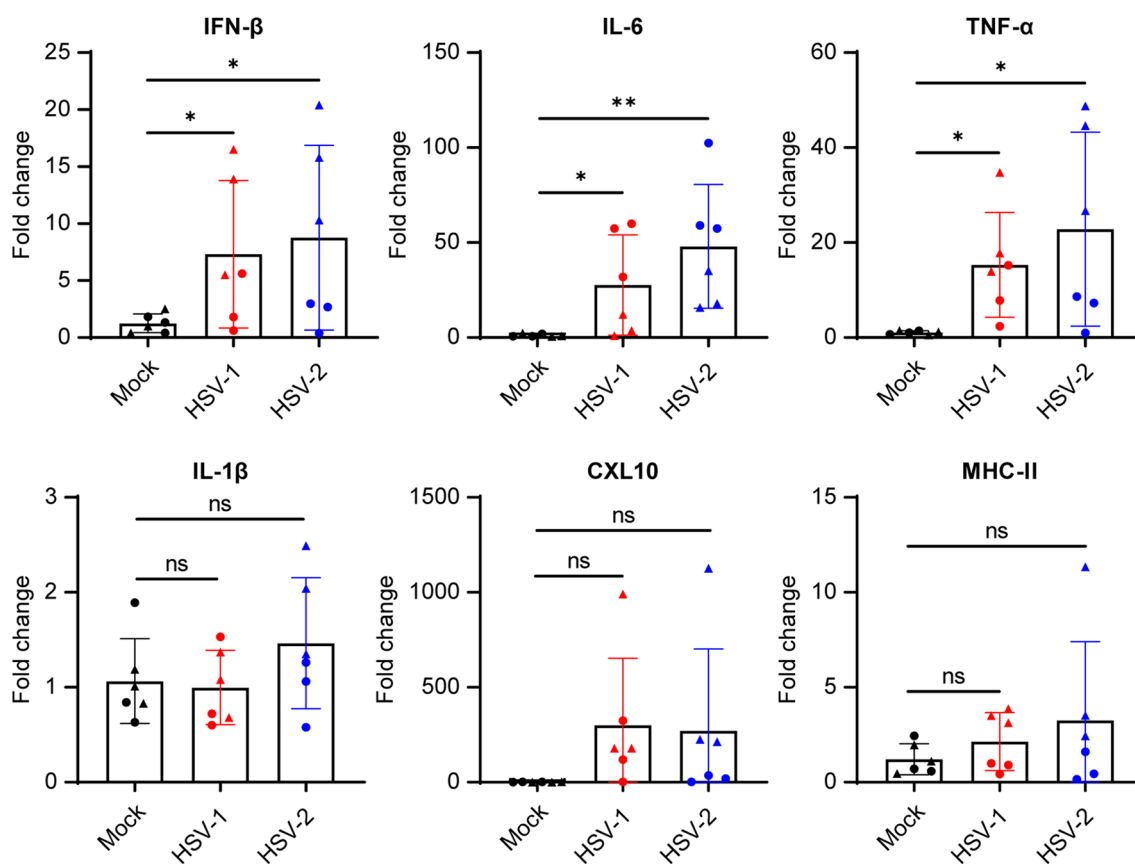 IFN-β
Fold change
25
20
15
10
5
0
*
*
Mock
HSV-1
HSV-2
IL-6
Fold change
150
100
50
0
**
*
Mock
HSV-1
HSV-2
TNF-α
Fold change
60
40
20
0
*
*
Mock
HSV-1
HSV-2
IL-1β
Fold change
3
2
1
0
ns
ns
Mock
HSV-1
HSV-2
CXL10
Fold change
1500
1000
500
0
ns
ns
Mock
HSV-1
HSV-2
MHC-II
Fold change
15
10
5
0
ns
ns
Mock
HSV-1
HSV-2